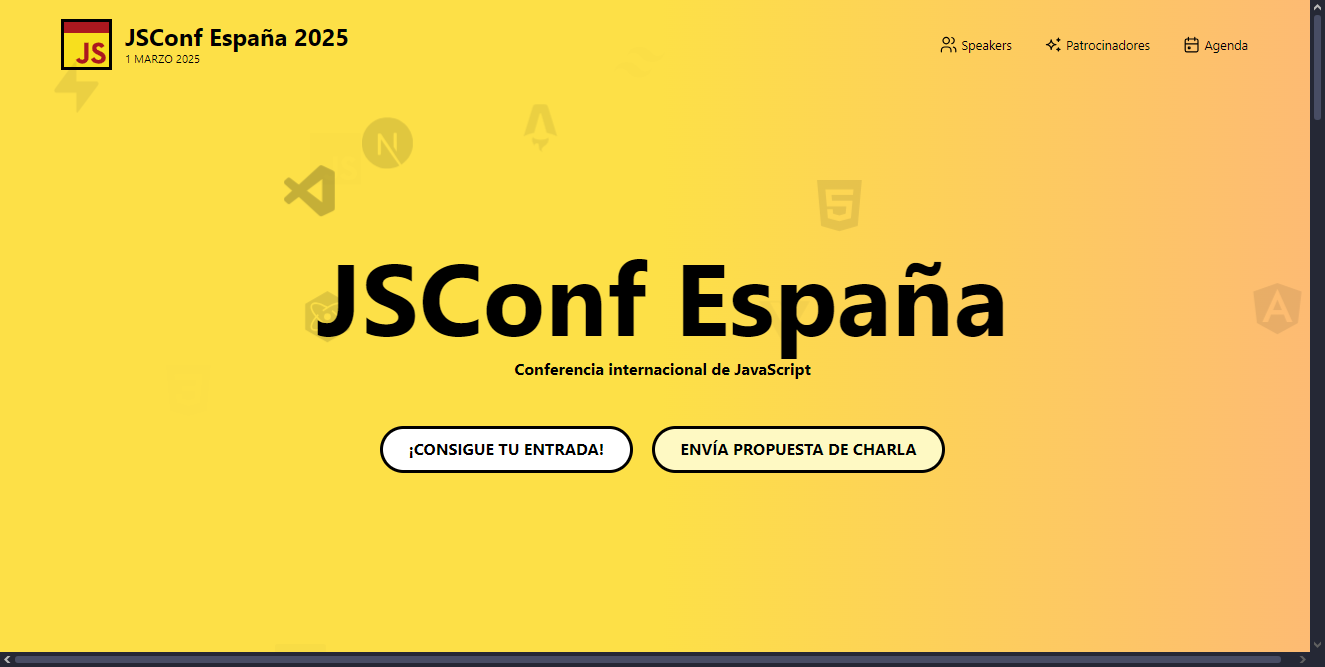 JS
JSConf España 2025
1 MARZO 2025
Speakers
Patrocinadores
Agenda
JSConf España
Conferencia internacional de JavaScript
¡CONSIGUE TU ENTRADA!
ENVÍA PROPUESTA DE CHARLA